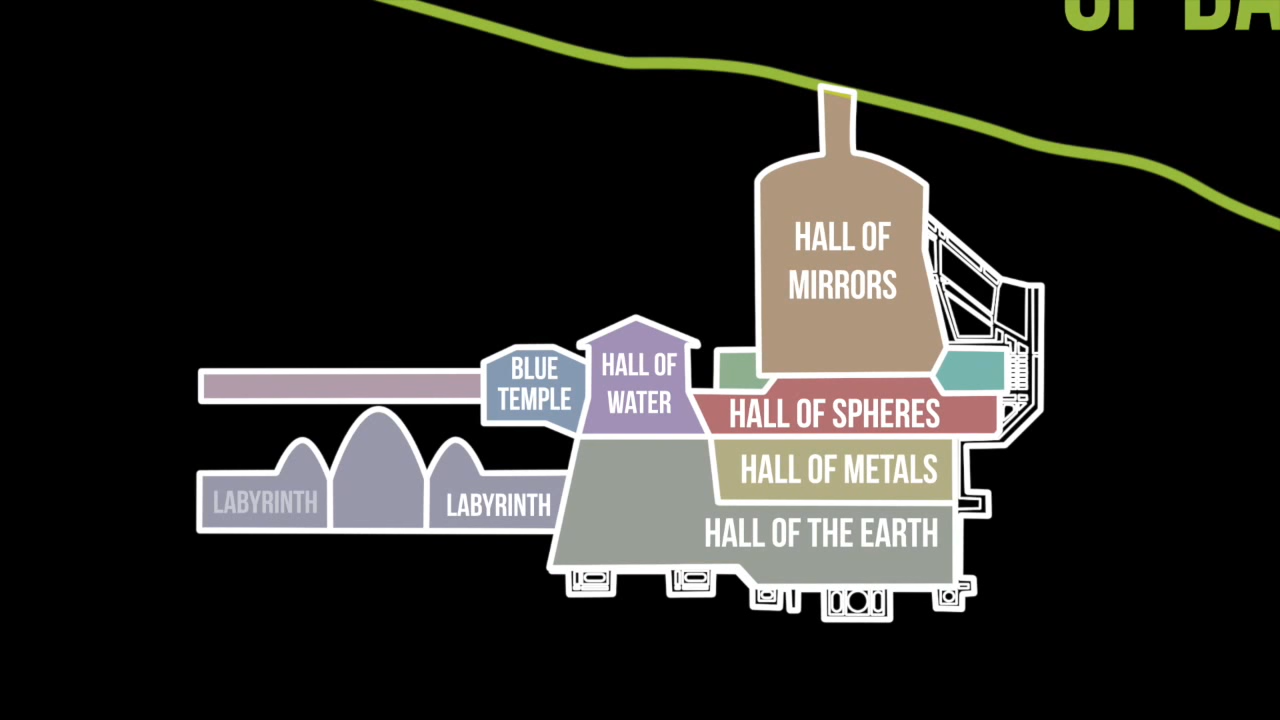 HALL OF
MIRRORS
BLUE
TEMPLE
HALL OF
WATER
HALL OF SPHERES
HALL OF METALS
LABYRINTH
LABYRINTH
HALL OF THE EARTH